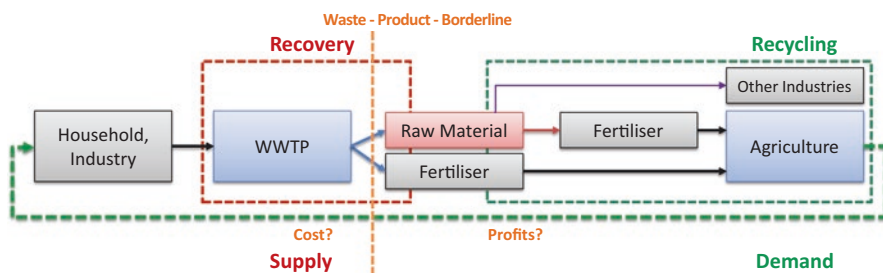 Waste - Product - Borderline
Recovery
Recycling
Other Industries
Household,
Industry
WWTP
Raw Material
Fertiliser
Agriculture
Fertiliser
Cost?
Profits?
Supply
Demand